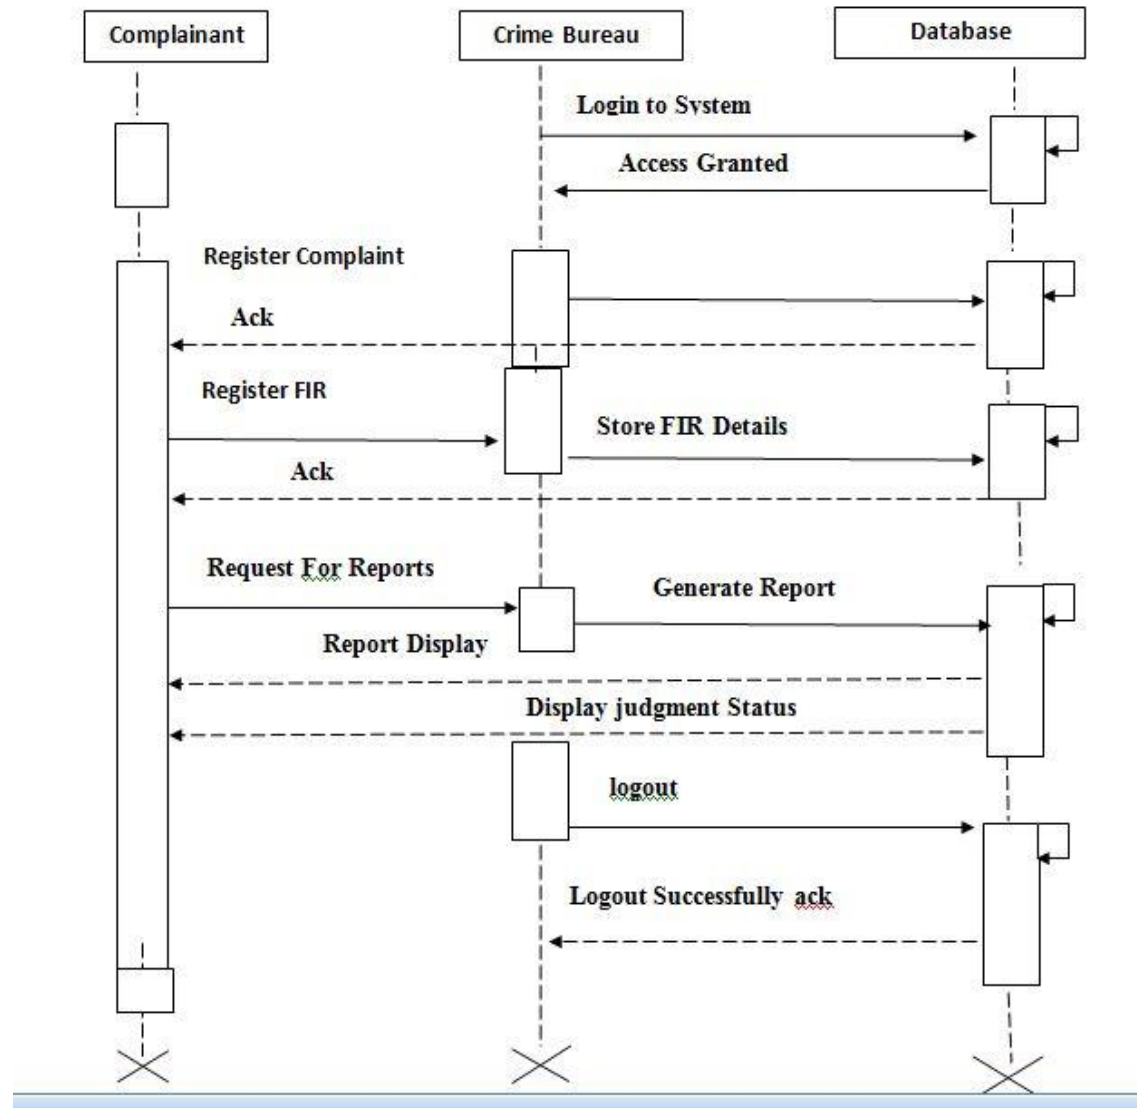 Complainant
Crime Bureau
Database
Login to System
Access Granted
Register Complaint
Ack
Register FIR
Store FIR Details
Ack
Request For Reports
Generate Report
Report Display
Display judgment Status
logout
Logout Successfully ack